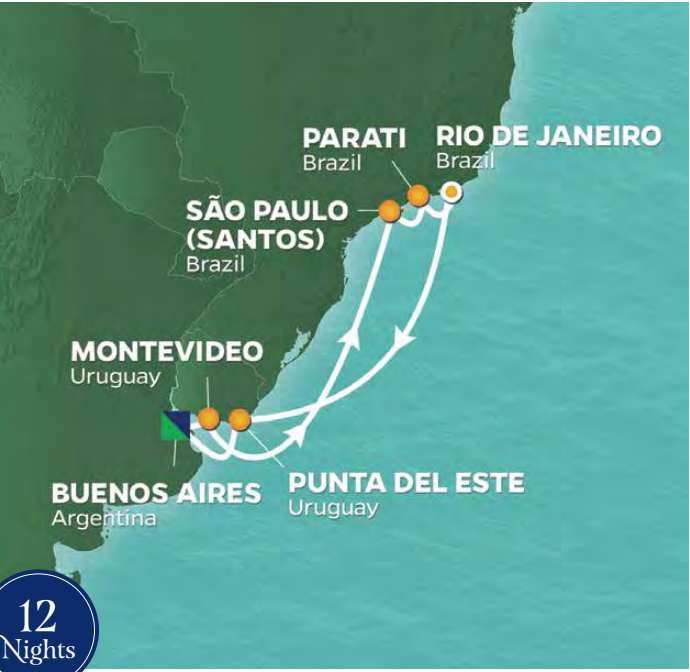 PARATI
Brazil
RIO DE JANEIRO
Brazil
SÃO PAULO
(SANTOS)
Brazil
MONTEVIDEO
Uruguay
BUENOS AIRES
Argentina
PUNTA DEL ESTE
Uruguay
12
Nights